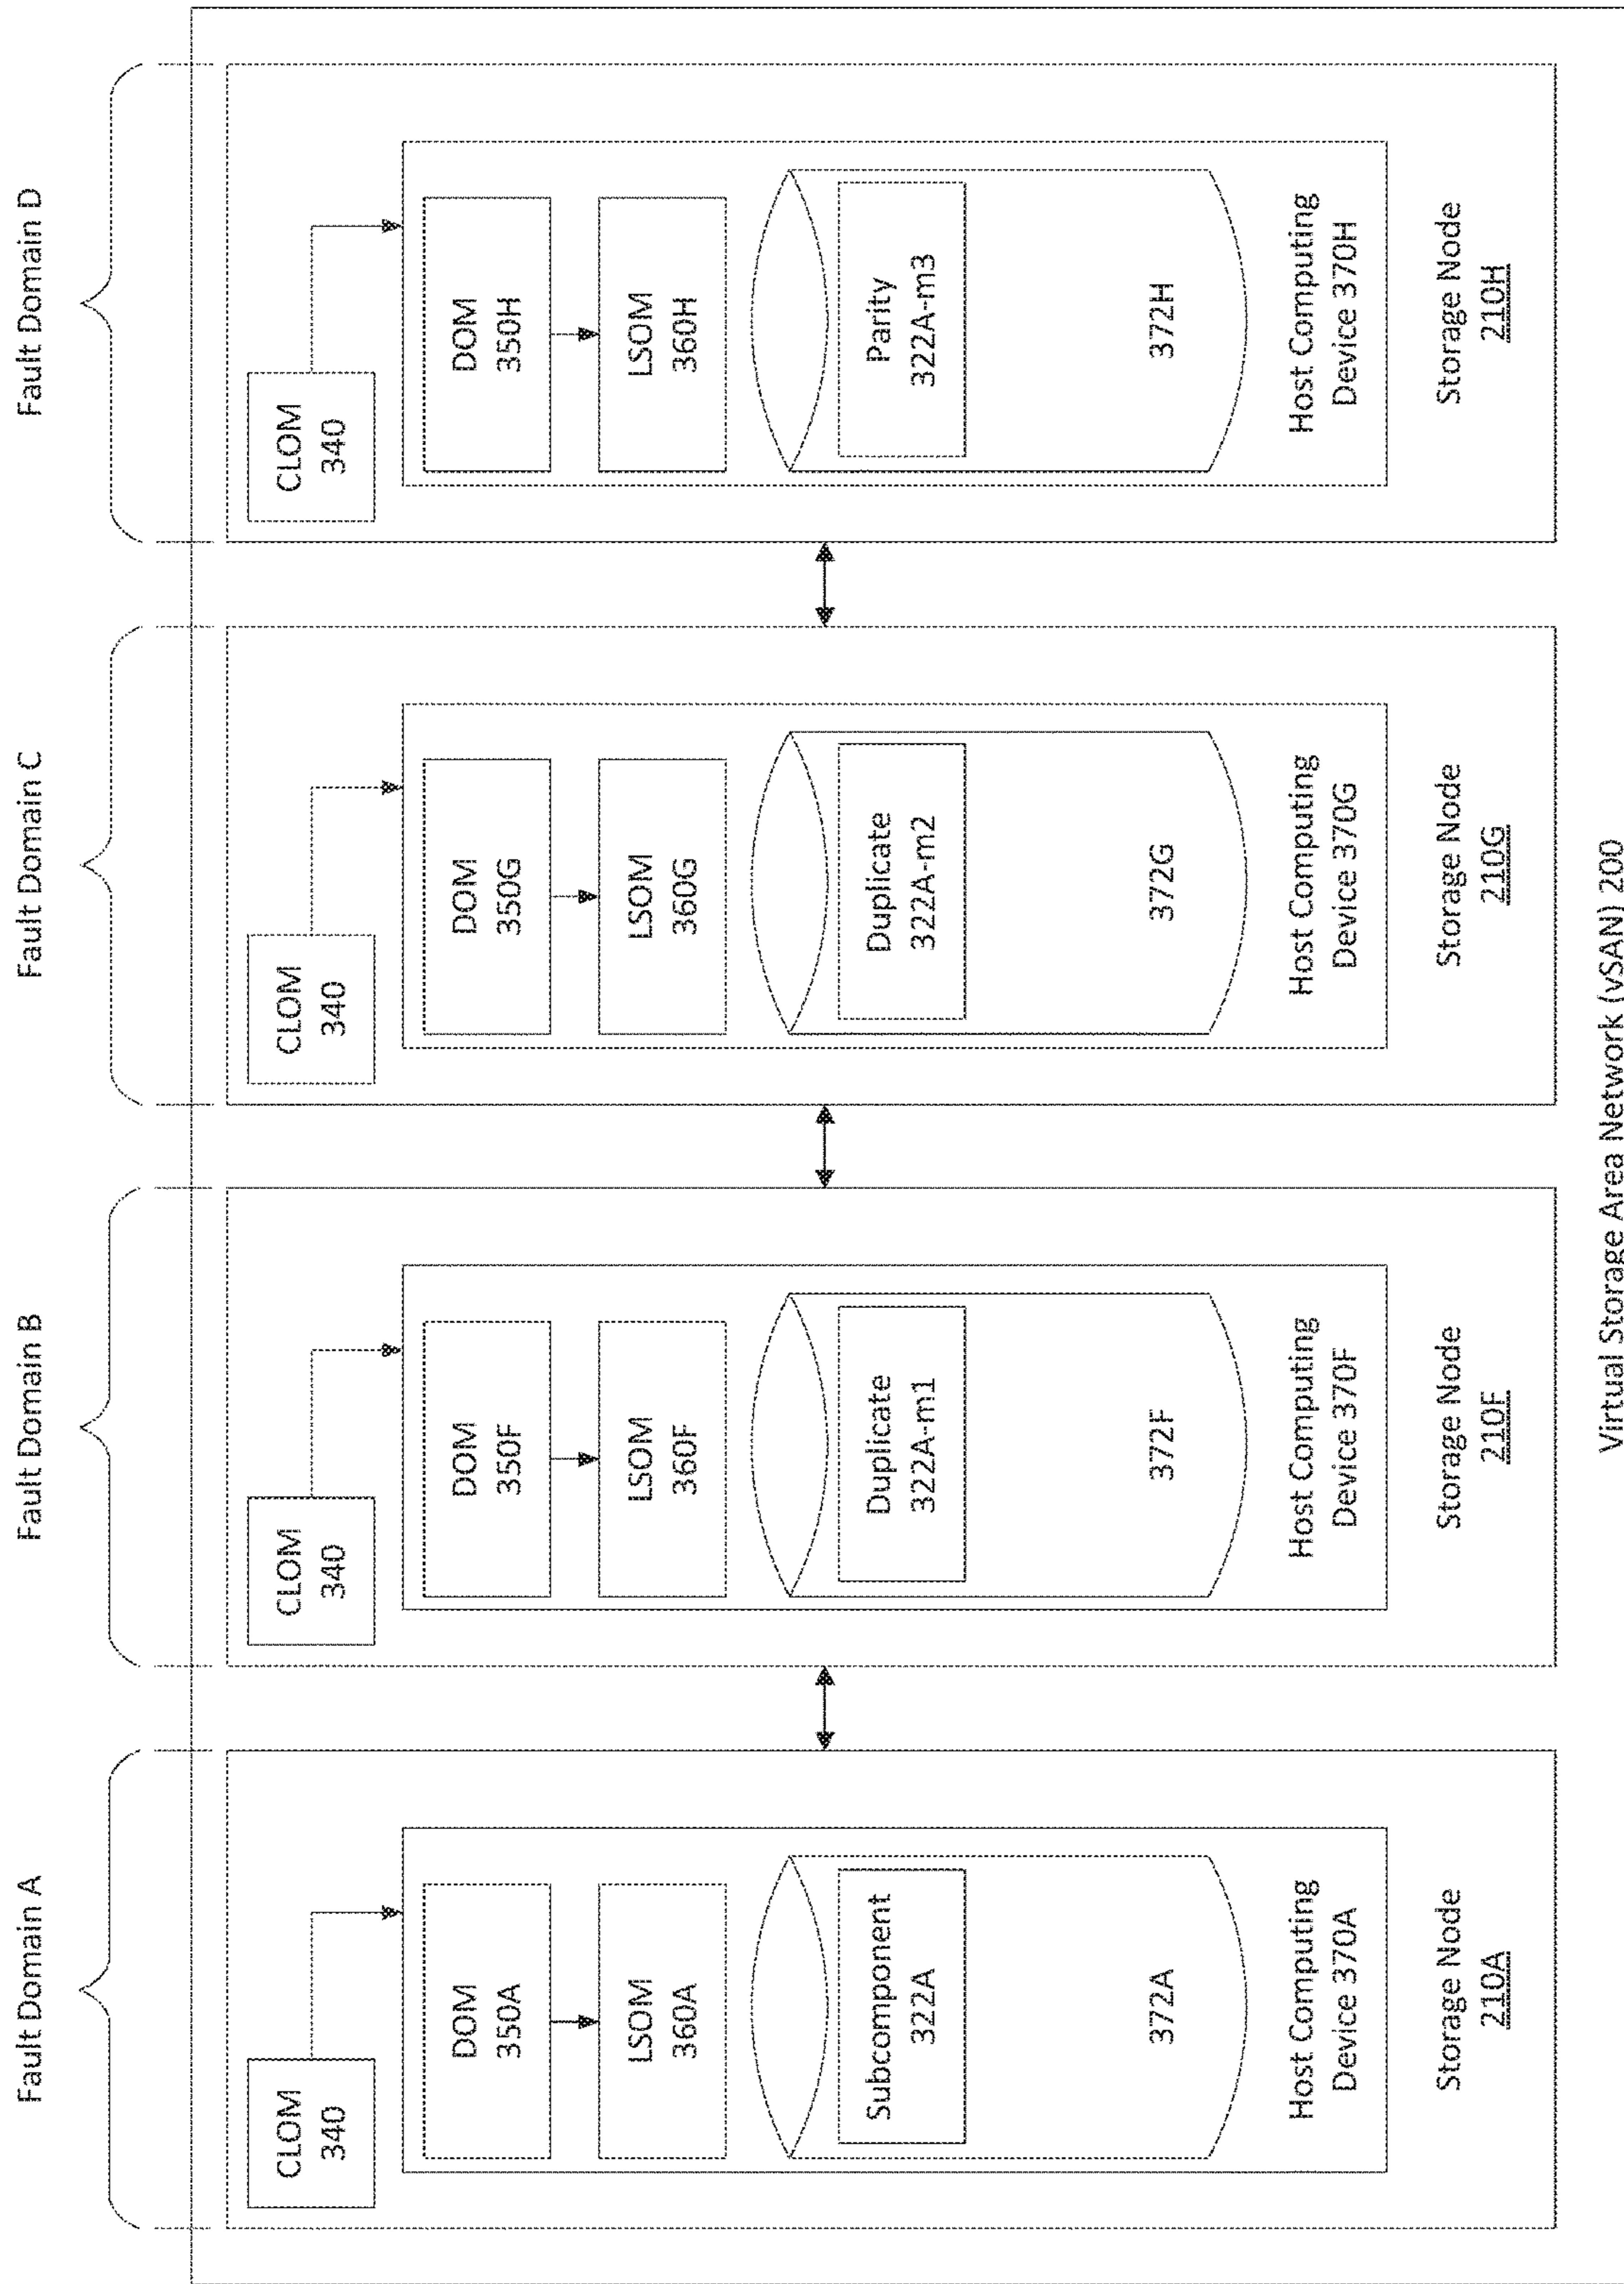 Fault Domain A
CLOM
340
DOM
350A
LSOM
360A
Subcomponent
322A
372A
Host Computing
Device 370A
Storage Node
210A
Fault Domain B
CLOM
340
DOM
350F
LSOM
360F
Duplicate
322A-m1
372F
Host Computing
Device 370F
Storage Node
210F
Fault Domain C
CLOM
340
DOM
350G
LSOM
360G
Duplicate
322A-m2
372G
Host Computing
Device 370G
Storage Node
210G
Fault Domain D
CLOM
340
DOM
350H
LSOM
360H
Parity
322A-m3
372H
Host Computing
Device 370H
Storage Node
210H
Virtual Storage Area Network (vSAN) 200